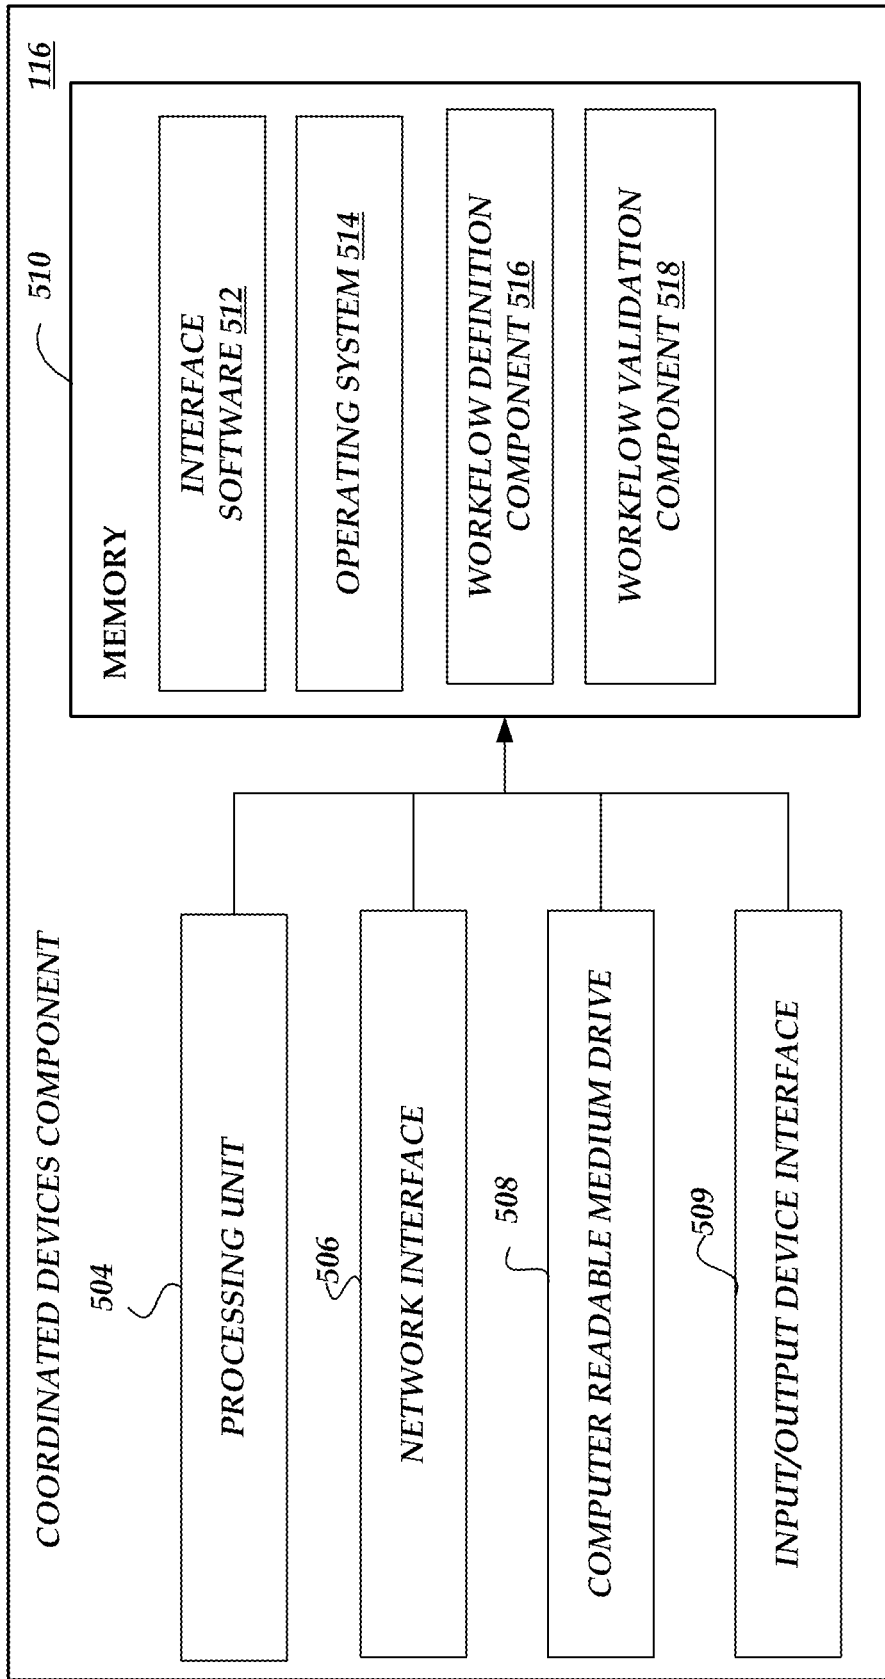 COORDINATED DEVICES COMPONENT
116
504
PROCESSING UNIT
506
NETWORK INTERFACE
508
COMPUTER READABLE MEDIUM DRIVE
509
INPUT/OUTPUT DEVICE INTERFACE
510
MEMORY
INTERFACE
SOFTWARE 512
OPERATING SYSTEM 514
WORKFLOW DEFINITION
COMPONENT 516
WORKFLOW VALIDATION
COMPONENT 518